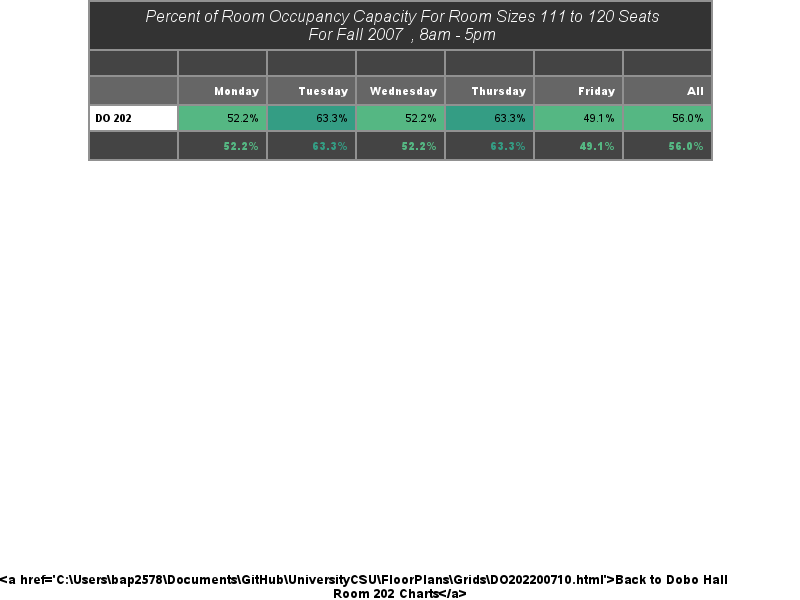 Percent of Room Occupancy Capacity For Room Sizes 111 to 120 Seats
For Fall 2007 , 8am - 5pm
Monday Tuesday Wednesday Thursday Friday All
DO 202 52.2% 63.3% 52.2% 63.3% 49.1% 56.0%
52.2% 63.3% 52.2% 63.3% 49.1% 56.0%
<a href='C:\Users\bap2578\Documents\GitHub\UniversityCSU\FloorPlans\Grids\DO202200710.html'>Back to Dobo Hall
Room 202 Charts</a>